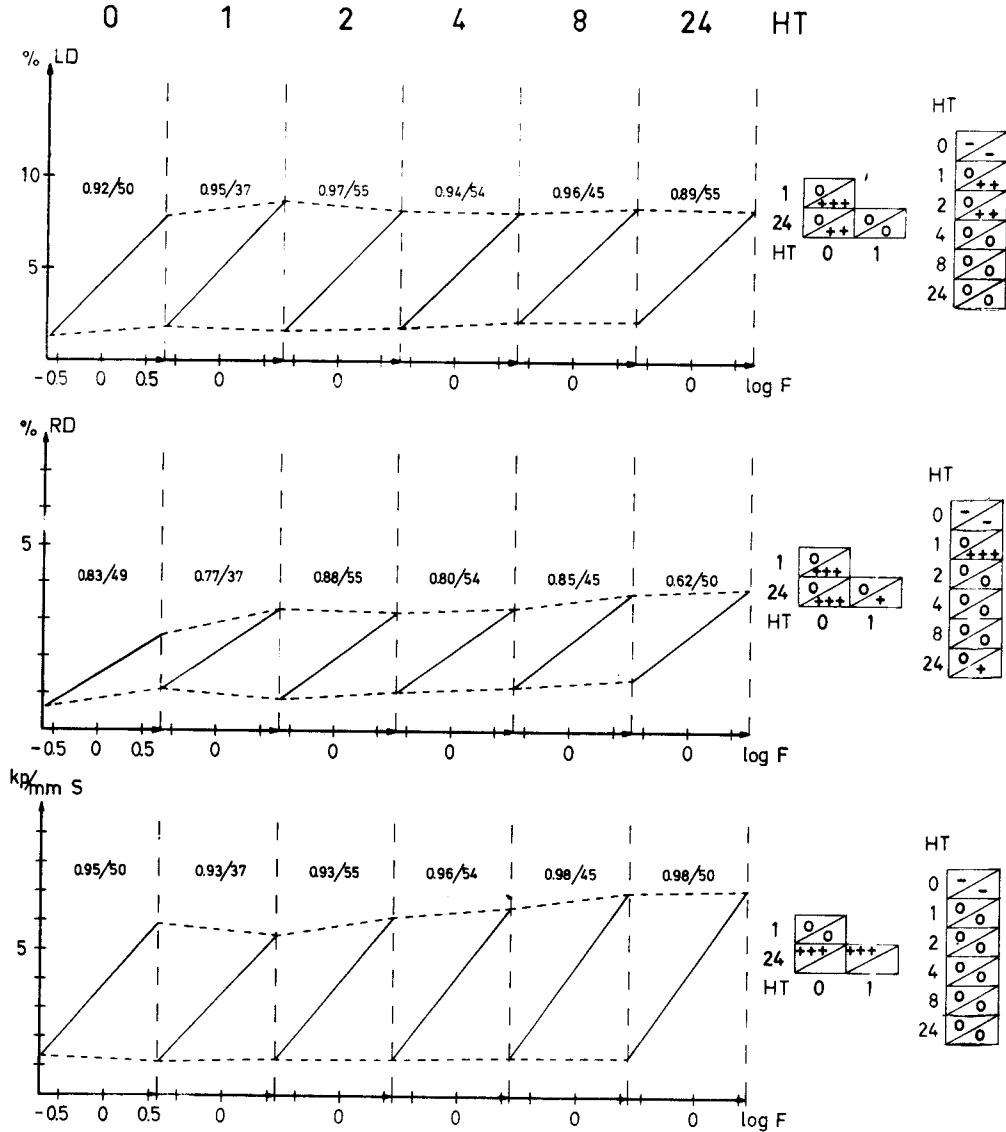 0 1 2 4 8 24 HT
% LD
10
5
0.92/50 0.95/37 0.97/55 0.94/54 0.96/45 0.89/55
-0.5 0 0.5 0 0 0 0 0 log F
1 o +++
24 o ++ o o
HT 0 1
HT
0 - -
1 o ++
2 o ++
4 o o
8 o o
24 o o
% RD
5
0.83/49 0.77/37 0.88/55 0.80/54 0.85/45 0.62/50
-0.5 0 0.5 0 0 0 0 0 log F
1 o +++
24 o +++ o +
HT 0 1
HT
0 - -
1 o +++
2 o o
4 o o
8 o o
24 o +
kp/mm S
5
0.95/50 0.93/37 0.93/55 0.96/54 0.98/45 0.98/50
-0.5 0 0.5 0 0 0 0 0 log F
1 o o
24 +++ +++
HT 0 1
HT
0 - -
1 o o
2 o o
4 o o
8 o o
24 o o